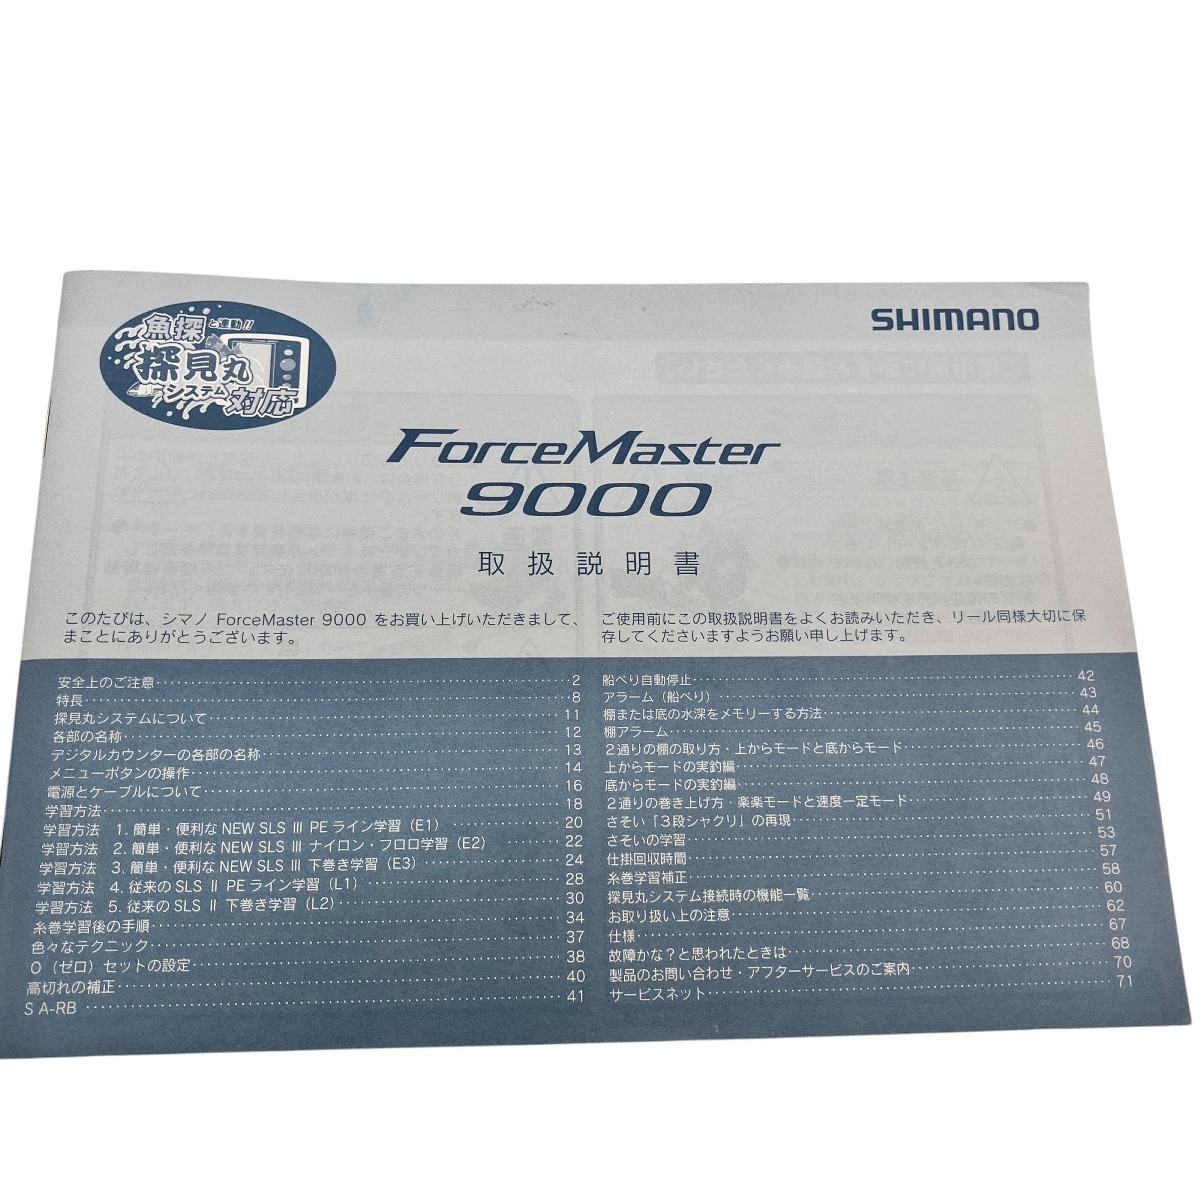 魚探と連動!!
探見丸
システム対応
SHIMANO
ForceMaster
9000
取扱説明書
このたびは、シマノ ForceMaster 9000 をお買い上げいただきまして、
まことにありがとうございます。
ご使用前にこの取扱説明書をよくお読みいただき、リール同様大切に保
存してくださいますようお願い申し上げます。
安全上のご注意 2
特長 8
探見丸システムについて 11
各部の名称 12
デジタルカウンターの各部の名称 13
メニューボタンの操作 14
電源とケーブルについて 16
学習方法 18
学習方法 1. 簡単・便利な NEW SLS Ⅲ PE ライン学習（E1） 20
学習方法 2. 簡単・便利な NEW SLS Ⅲ ナイロン・フロロ学習（E2） 22
学習方法 3. 簡単・便利な NEW SLS Ⅲ 下巻き学習（E3） 24
学習方法 4. 従来の SLS Ⅱ PE ライン学習（L1） 28
学習方法 5. 従来の SLS Ⅱ 下巻き学習（L2） 30
糸巻学習後の手順 34
色々なテクニック 37
0（ゼロ）セットの設定 38
高切れの補正 40
S A-RB 41
船べり自動停止 42
アラーム（船べり） 43
棚または底の水深をメモリーする方法 44
棚アラーム 45
2通りの棚の取り方・上からモードと底からモード 46
上からモードの実釣編 47
底からモードの実釣編 48
2通りの巻き上げ方・楽楽モードと速度一定モード 49
さそい「3段シャクリ」の再現 51
さそいの学習 53
仕掛回収時間 57
糸巻学習補正 58
探見丸システム接続時の機能一覧 60
お取り扱い上の注意 62
仕様 67
故障かな？と思われたときは 68
製品のお問い合わせ・アフターサービスのご案内 70
サービスネット 71